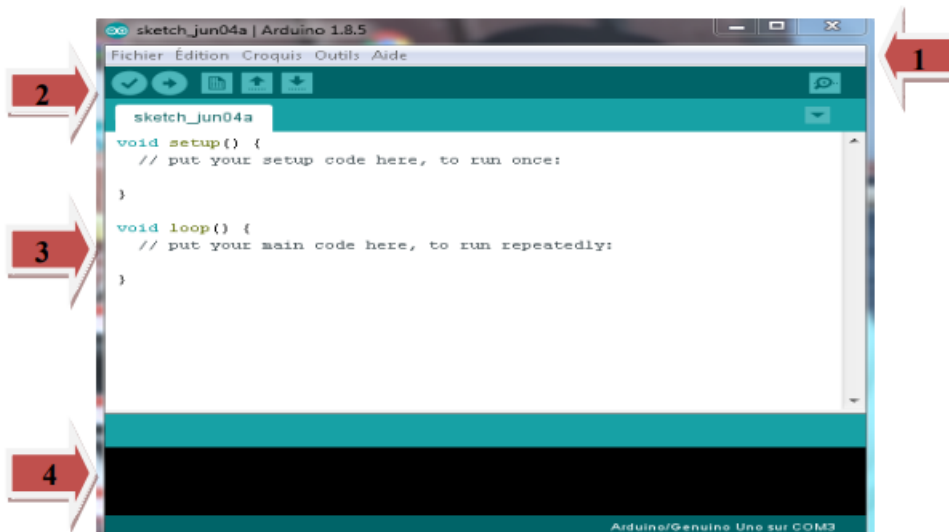 sketch_jun04a | Arduino 1.8.5
1
Fichier Édition Croquis Outils Aide
2
sketch_jun04a
void setup() {
// put your setup code here, to run once:
}
3
void loop() {
// put your main code here, to run repeatedly:
}
4
Arduino/Genuino Uno sur COM3